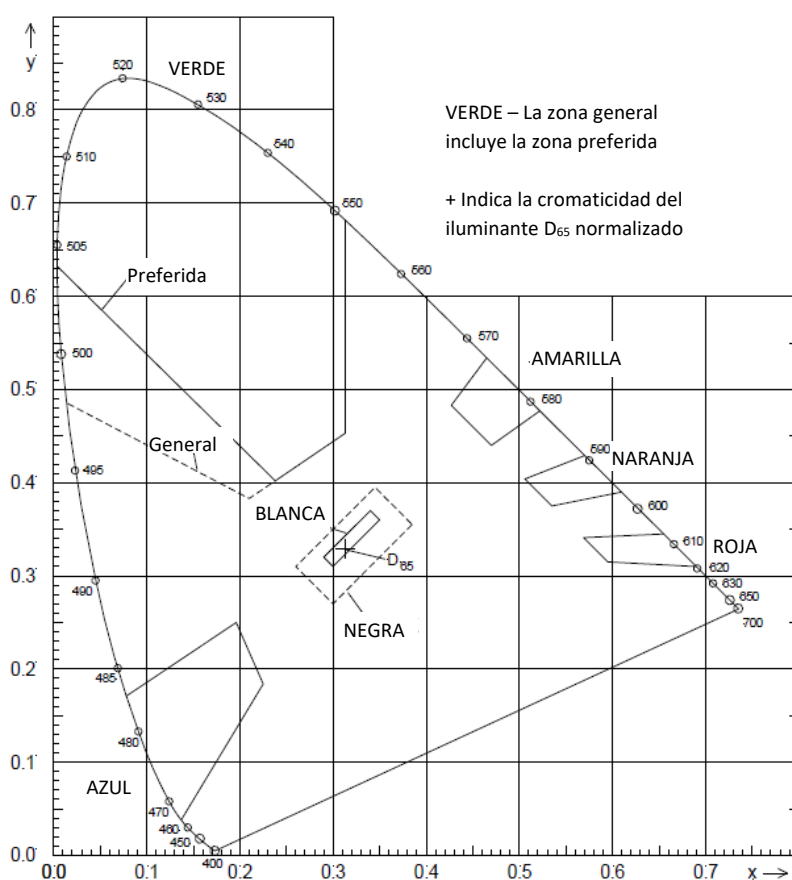 y
VERDE
520
530
VERDE – La zona general
incluye la zona preferida
+ Indica la cromaticidad del
iluminante D65 normalizado
0.8
540
510
0.7
550
505
Preferida
560
0.6
500
570
AMARILLA
0.5
580
General
495
590
NARANJA
0.4
BLANCA
600
610
ROJA
D65
620
630
0.3
650
490
NEGRA
700
0.2
485
480
0.1
AZUL
470
460
450
400
0.0
0.0 0.1 0.2 0.3 0.4 0.5 0.6 0.7 x